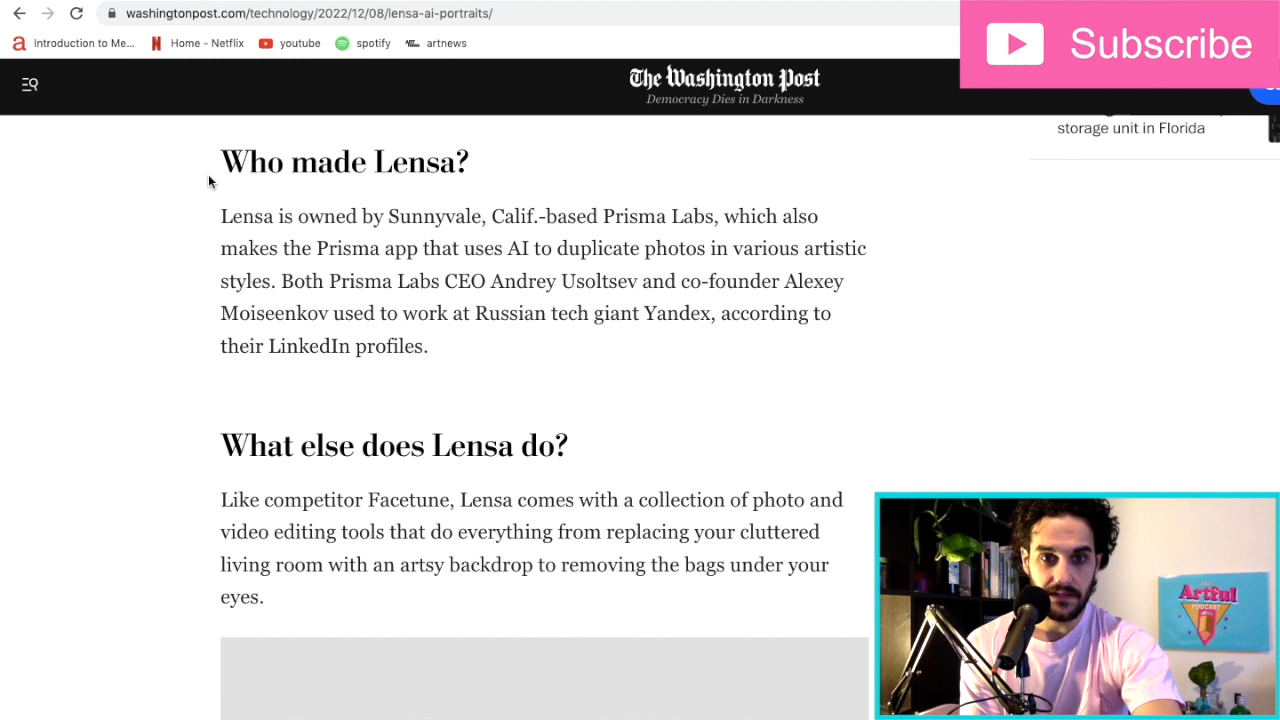 washingtonpost.com/technology/2022/12/08/lensa-ai-portraits/
Subscribe
Introduction to Me...
Home - Netflix
youtube
spotify
artnews
The Washington Post
Democracy Dies in Darkness
storage unit in Florida
Who made Lensa?
Lensa is owned by Sunnyvale, Calif.-based Prisma Labs, which also
makes the Prisma app that uses AI to duplicate photos in various artistic
styles. Both Prisma Labs CEO Andrey Usoltsev and co-founder Alexey
Moiseenkov used to work at Russian tech giant Yandex, according to
their LinkedIn profiles.
What else does Lensa do?
Like competitor Facetune, Lensa comes with a collection of photo and
video editing tools that do everything from replacing your cluttered
living room with an artsy backdrop to removing the bags under your
eyes.
Artful
PODCAST